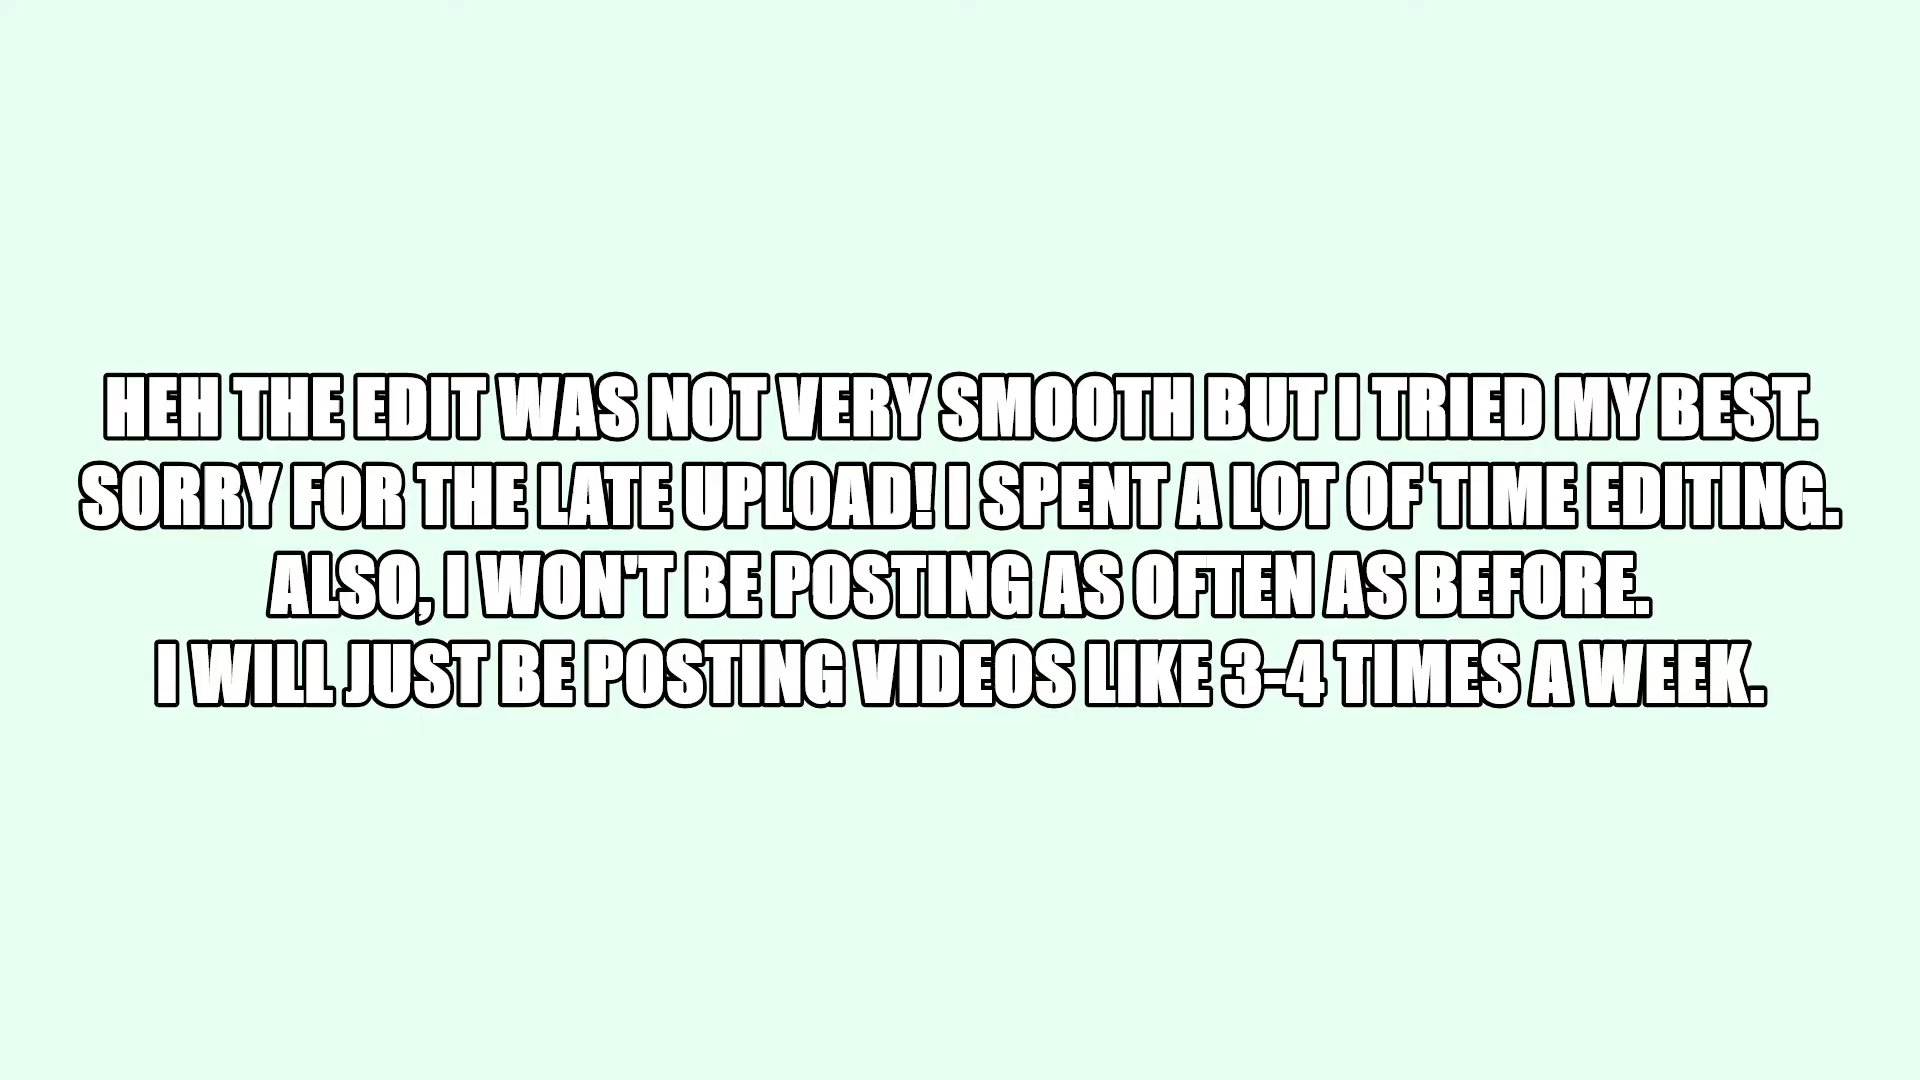 HEH THE EDIT WAS NOT VERY SMOOTH BUT I TRIED MY BEST.
SORRY FOR THE LATE UPLOAD! I SPENT A LOT OF TIME EDITING.
ALSO, I WON'T BE POSTING AS OFTEN AS BEFORE.
I WILL JUST BE POSTING VIDEOS LIKE 3-4 TIMES A WEEK.